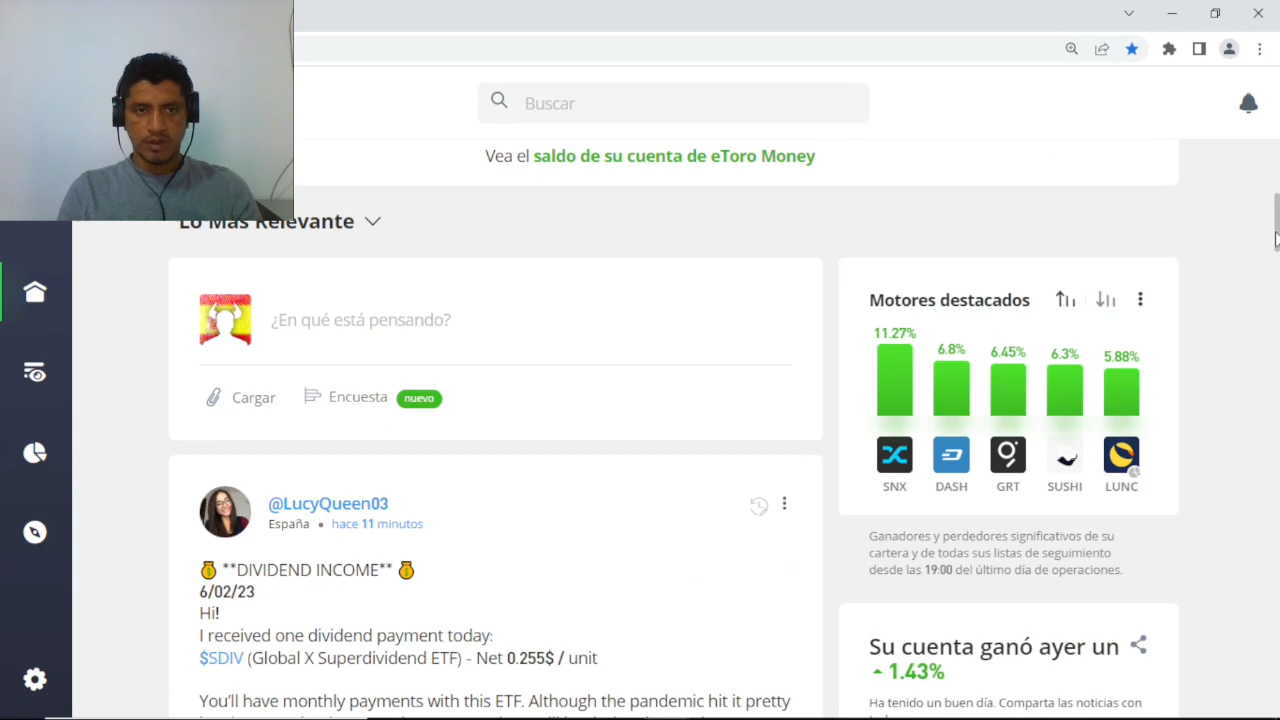 Buscar
Vea el saldo de su cuenta de eToro Money
Lo Más Relevante
¿En qué está pensando?
Cargar
Encuesta
nuevo
@LucyQueen03
España • hace 11 minutos
💰 **DIVIDEND INCOME** 💰
6/02/23
Hi!
I received one dividend payment today:
$SDIV (Global X Superdividend ETF) - Net 0.255$ / unit
You'll have monthly payments with this ETF. Although the pandemic hit it pretty
Motores destacados
11.27%
6.8%
6.45%
6.3%
5.88%
SNX
DASH
GRT
SUSHI
LUNC
Ganadores y perdedores significativos de su
cartera y de todas sus listas de seguimiento
desde las 19:00 del último día de operaciones.
Su cuenta ganó ayer un
1.43%
Ha tenido un buen día. Comparta las noticias con